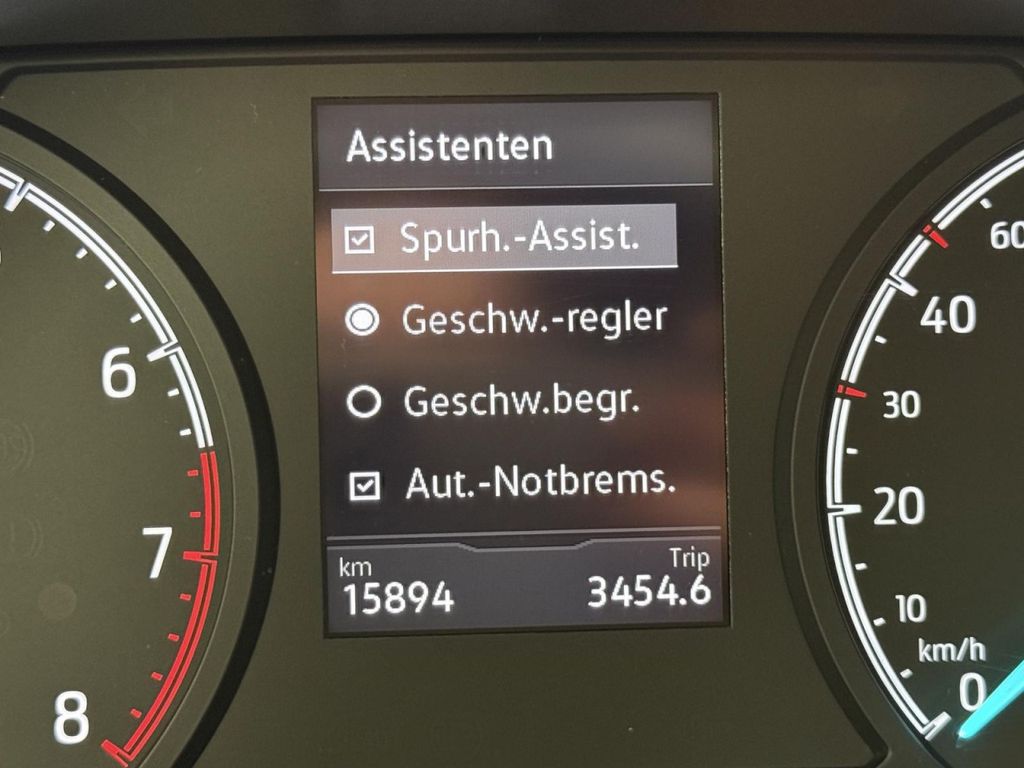 Assistenten
Spurh.-Assist.
Geschw.-regler
Geschw.begr.
Aut.-Notbrems.
km
Trip
15894
3454.6
6
7
8
60
40
30
20
10
km/h
0